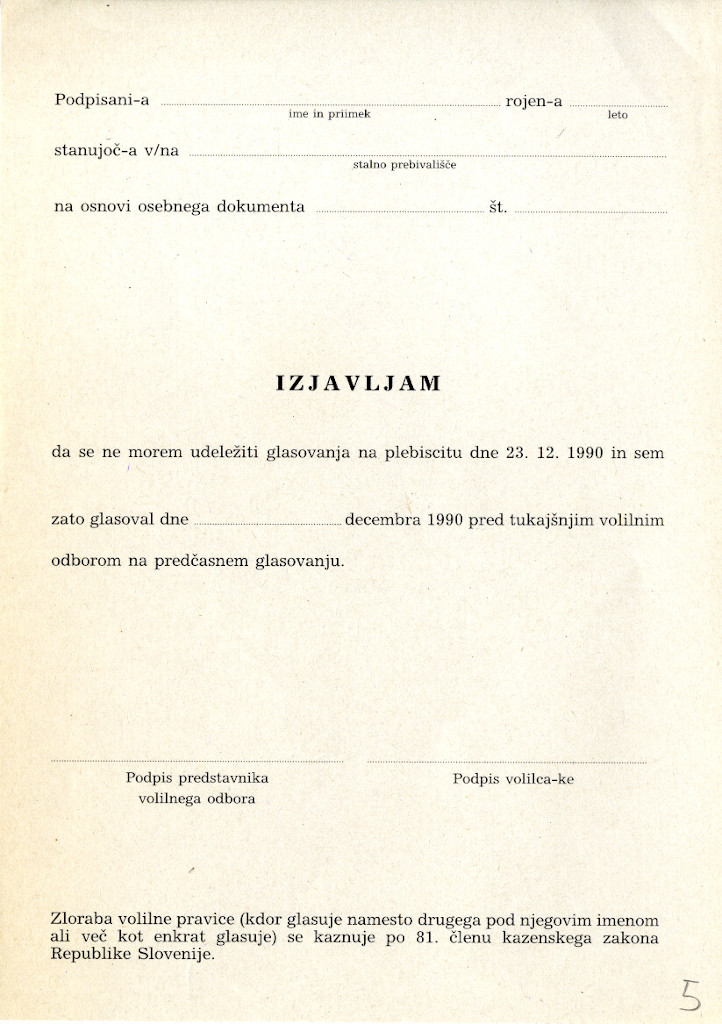 Podpisani-a ........................ rojen-a ............
ime in priimek leto
stanujoč-a v/na ........................
stalno prebivališče
na osnovi osebnega dokumenta ............ št. ............
IZJAVLJAM
da se ne morem udeležiti glasovanja na plebiscitu dne 23. 12. 1990 in sem
zato glasoval dne ............ decembra 1990 pred tukajšnjim volilnim
odborom na predčasnem glasovanju.
Podpis predstavnika
volilnega odbora
Podpis volilca-ke
Zloraba volilne pravice (kdor glasuje namesto drugega pod njegovim imenom
ali več kot enkrat glasuje) se kaznuje po 81. členu kazenskega zakona
Republike Slovenije.
5